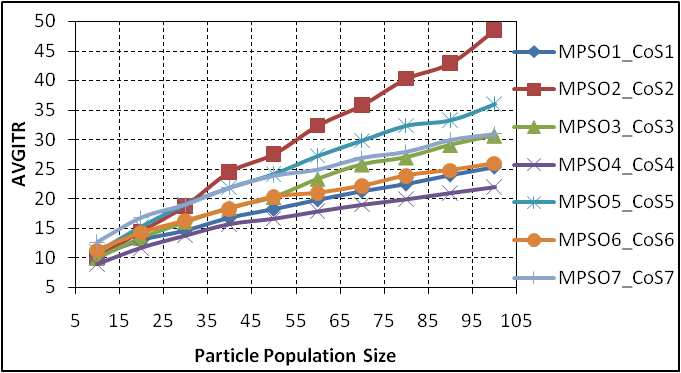 50
45
40
35
30
25
20
15
10
5
AVGITR
5 15 25 35 45 55 65 75 85 95 105
Particle Population Size
MPSO1_CoS1
MPSO2_CoS2
MPSO3_CoS3
MPSO4_CoS4
MPSO5_CoS5
MPSO6_CoS6
MPSO7_CoS7